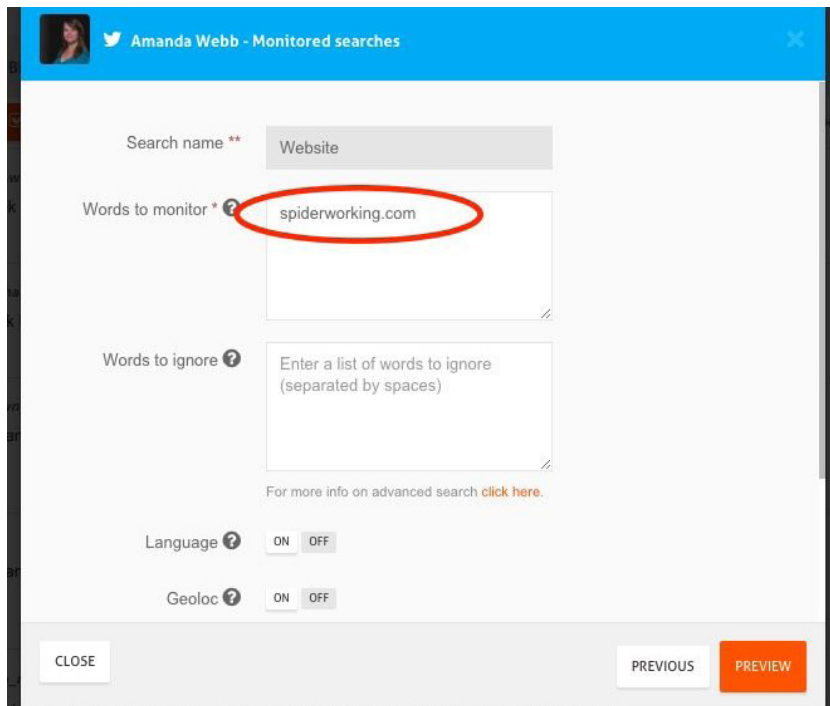 Amanda Webb - Monitored searches
Search name **
Website
Words to monitor *
spiderworking.com
Words to ignore
Enter a list of words to ignore
(separated by spaces)
For more info on advanced search click here.
Language
ON OFF
Geoloc
ON OFF
CLOSE
PREVIOUS
PREVIEW